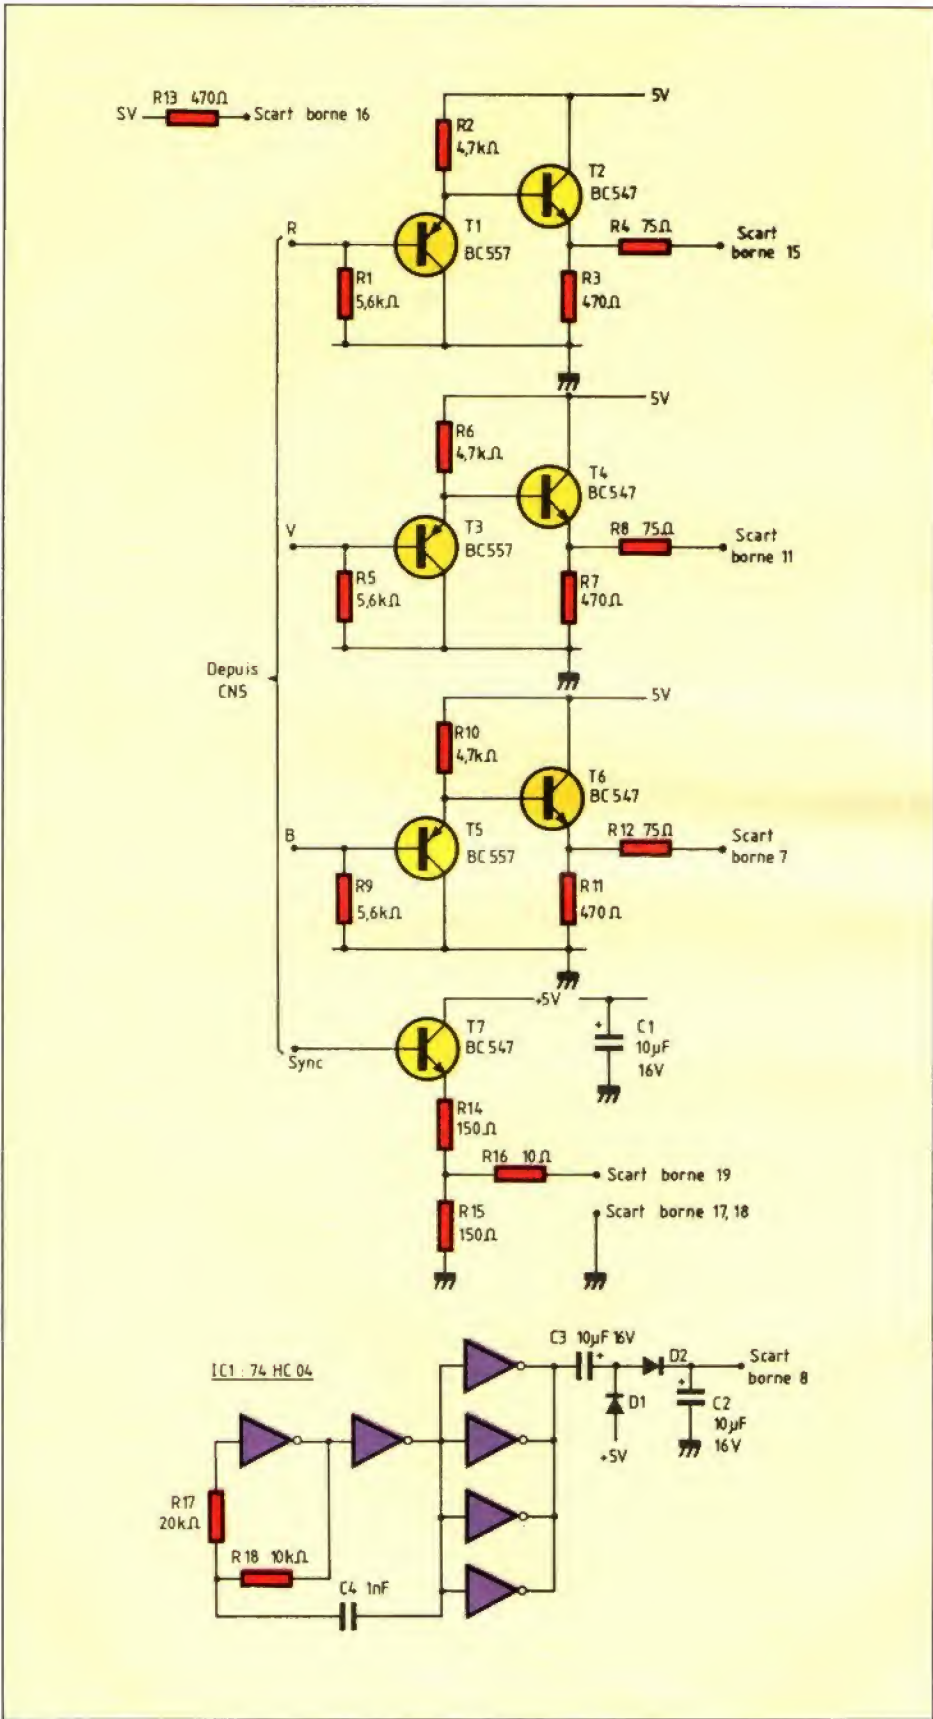 R13 470Ω
5V
Scart borne 16
5V
R2
4,7kΩ
T2
BC547
R
T1
BC557
R4 75Ω
Scart
borne 15
R1
5,6kΩ
R3
470Ω
5V
R6
4,7kΩ
T4
BC547
V
T3
BC557
R8 75Ω
Scart
borne 11
R5
5,6kΩ
R7
470Ω
Depuis
CN5
5V
R10
4,7kΩ
T6
BC547
B
T5
BC557
R12 75Ω
Scart
borne 7
R9
5,6kΩ
R11
470Ω
+5V
T7
BC547
+
C1
10µF
16V
Sync
R14
150Ω
R16 10Ω
Scart borne 19
R15
150Ω
Scart borne 17,18
IC1 : 74 HC 04
C3 10µF 16V
+
D2
Scart
borne 8
D1
+
C2
10µF
16V
+5V
R17
20kΩ
R18 10kΩ
C4 1nF